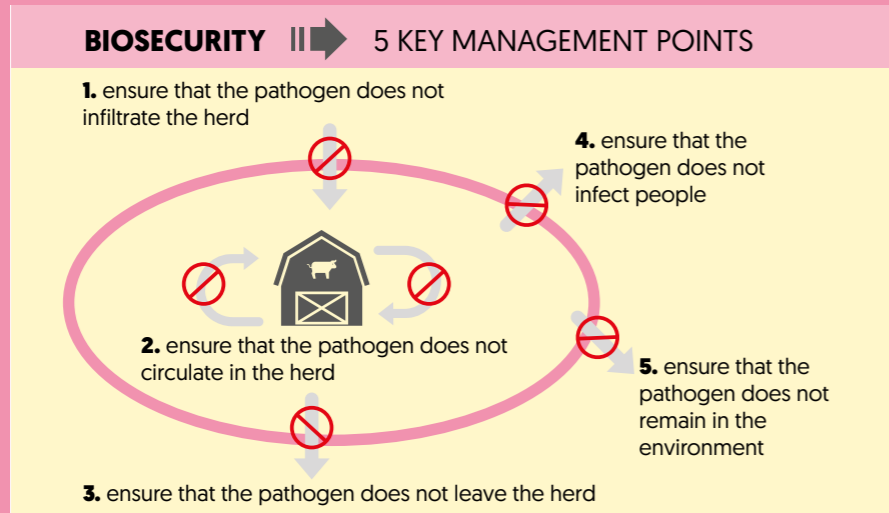 BIOSECURITY 5 KEY MANAGEMENT POINTS
1. ensure that the pathogen does not
infiltrate the herd
4. ensure that the
pathogen does not
infect people
2. ensure that the pathogen does not
circulate in the herd
5. ensure that the
pathogen does not
remain in the
environment
3. ensure that the pathogen does not leave the herd